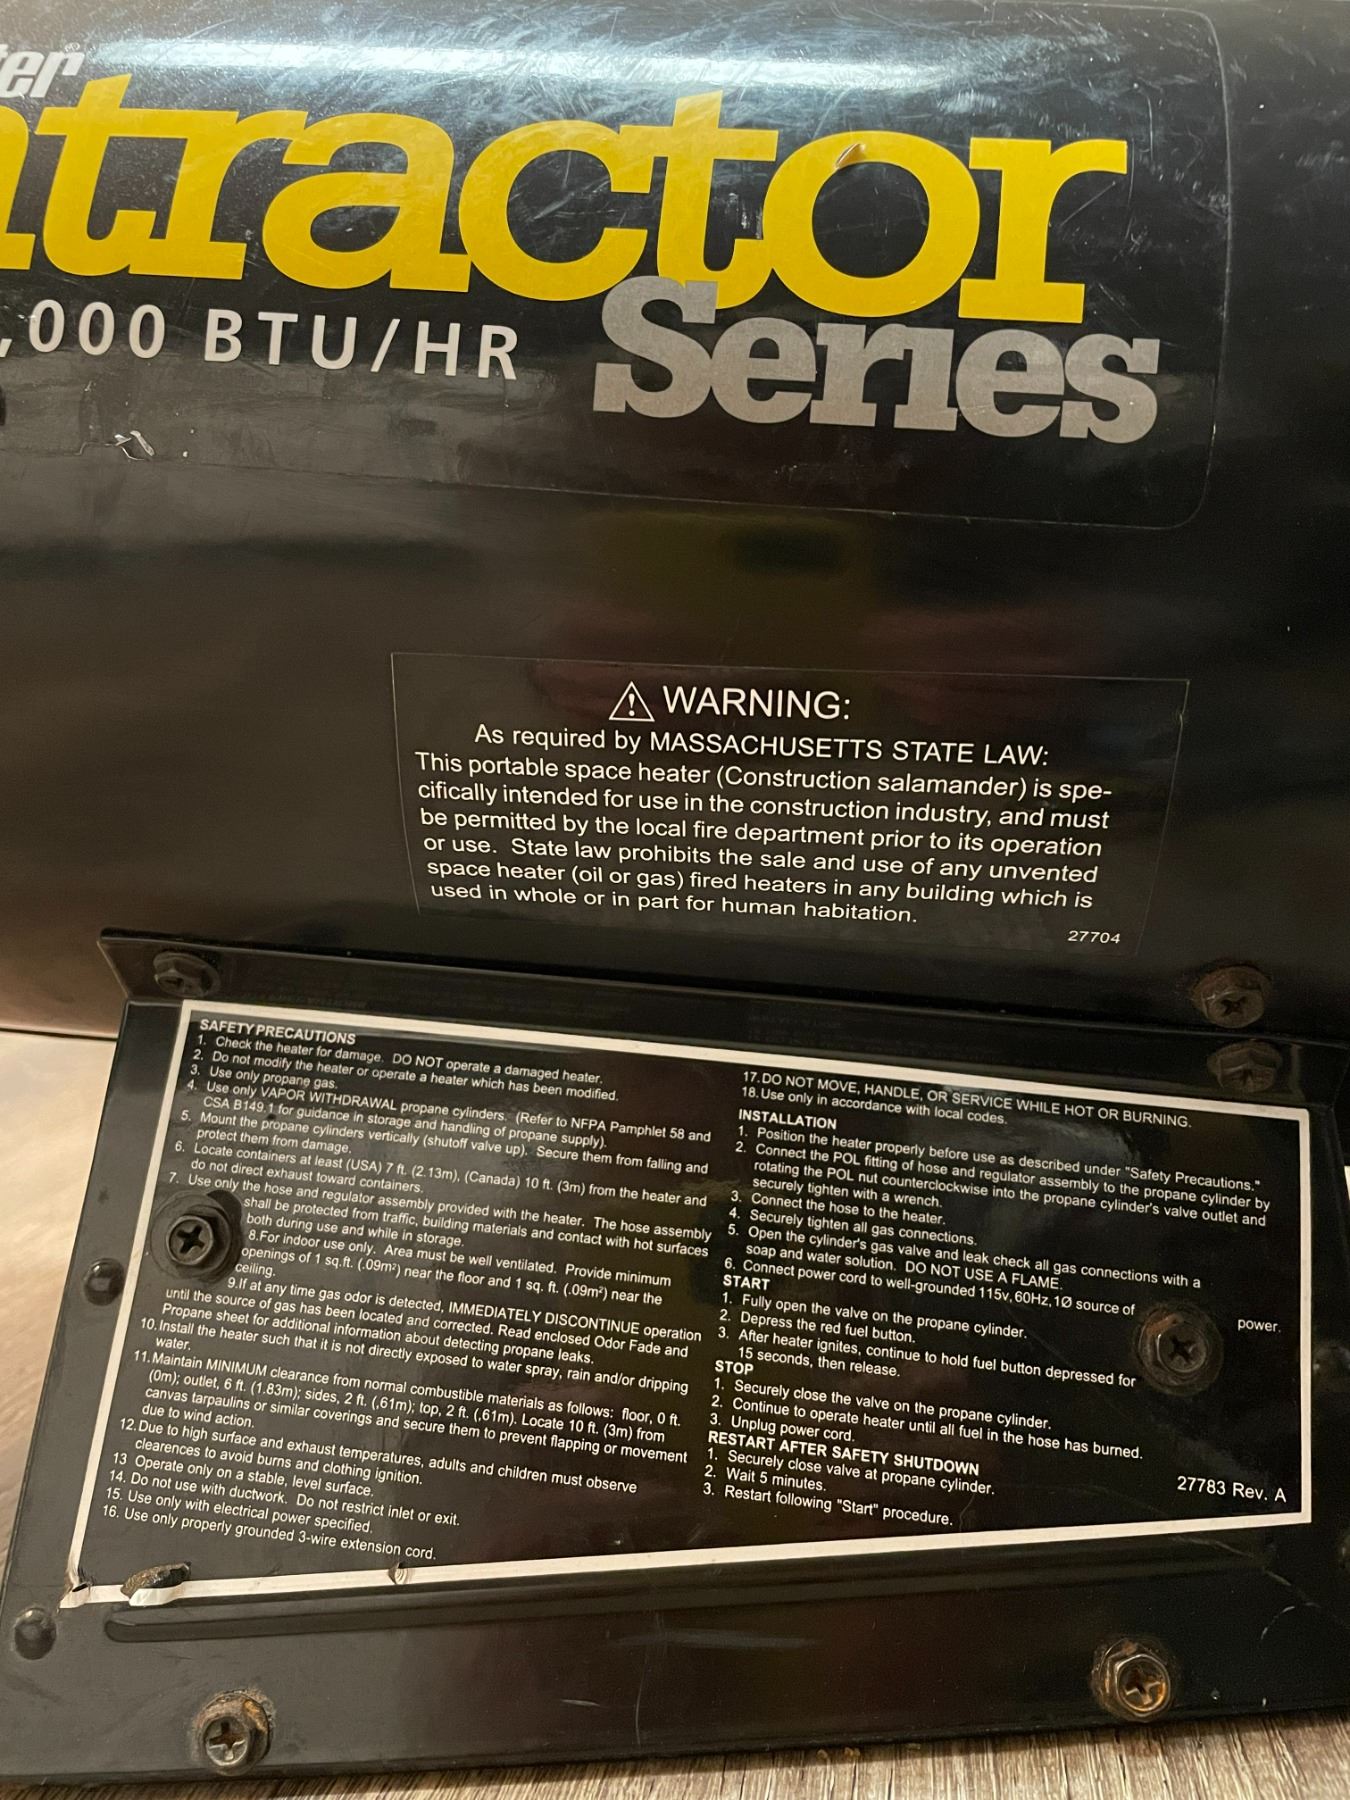 ter®
ntractor
,000 BTU/HR
Series
⚠ WARNING:
As required by MASSACHUSETTS STATE LAW:
This portable space heater (Construction salamander) is spe-
cifically intended for use in the construction industry, and must
be permitted by the local fire department prior to its operation
or use. State law prohibits the sale and use of any unvented
space heater (oil or gas) fired heaters in any building which is
used in whole or in part for human habitation.
27704
SAFETY PRECAUTIONS
1. Check the heater for damage. DO NOT operate a damaged heater.
2. Do not modify the heater or operate a heater which has been modified.
3. Use only propane gas.
4. Use only VAPOR WITHDRAWAL propane cylinders. (Refer to NFPA Pamphlet 58 and
CSA B149.1 for guidance in storage and handling of propane supply).
5. Mount the propane cylinders vertically (shutoff valve up). Secure them from falling and
protect them from damage.
6. Locate containers at least (USA) 7 ft. (2.13m), (Canada) 10 ft. (3m) from the heater and
do not direct exhaust toward containers.
7. Use only the hose and regulator assembly provided with the heater. The hose assembly
shall be protected from traffic, building materials and contact with hot surfaces
both during use and while in storage.
8.For indoor use only. Area must be well ventilated. Provide minimum
openings of 1 sq.ft. (.09m²) near the floor and 1 sq. ft. (.09m²) near the
ceiling.
9.If at any time gas odor is detected, IMMEDIATELY DISCONTINUE operation
until the source of gas has been located and corrected. Read enclosed Odor Fade and
Propane sheet for additional information about detecting propane leaks.
10. Install the heater such that it is not directly exposed to water spray, rain and/or dripping
water.
11. Maintain MINIMUM clearance from normal combustible materials as follows: floor, 0 ft.
(0m); outlet, 6 ft. (1.83m); sides, 2 ft. (,61m); top, 2 ft. (,61m). Locate 10 ft. (3m) from
canvas tarpaulins or similar coverings and secure them to prevent flapping or movement
due to wind action.
12. Due to high surface and exhaust temperatures, adults and children must observe
clearences to avoid burns and clothing ignition.
13 Operate only on a stable, level surface.
14. Do not use with ductwork. Do not restrict inlet or exit.
15. Use only with electrical power specified.
16. Use only properly grounded 3-wire extension cord.
17. DO NOT MOVE, HANDLE, OR SERVICE WHILE HOT OR BURNING.
18. Use only in accordance with local codes.
INSTALLATION
1. Position the heater properly before use as described under "Safety Precautions."
2. Connect the POL fitting of hose and regulator assembly to the propane cylinder by
rotating the POL nut counterclockwise into the propane cylinder's valve outlet and
securely tighten with a wrench.
3. Connect the hose to the heater.
4. Securely tighten all gas connections.
5. Open the cylinder's gas valve and leak check all gas connections with a
soap and water solution. DO NOT USE A FLAME.
6. Connect power cord to well-grounded 115v, 60Hz, 1Ø source of power.
START
1. Fully open the valve on the propane cylinder.
2. Depress the red fuel button.
3. After heater ignites, continue to hold fuel button depressed for
15 seconds, then release.
STOP
1. Securely close the valve on the propane cylinder.
2. Continue to operate heater until all fuel in the hose has burned.
3. Unplug power cord.
RESTART AFTER SAFETY SHUTDOWN
1. Securely close valve at propane cylinder.
2. Wait 5 minutes.
3. Restart following "Start" procedure.
27783 Rev. A